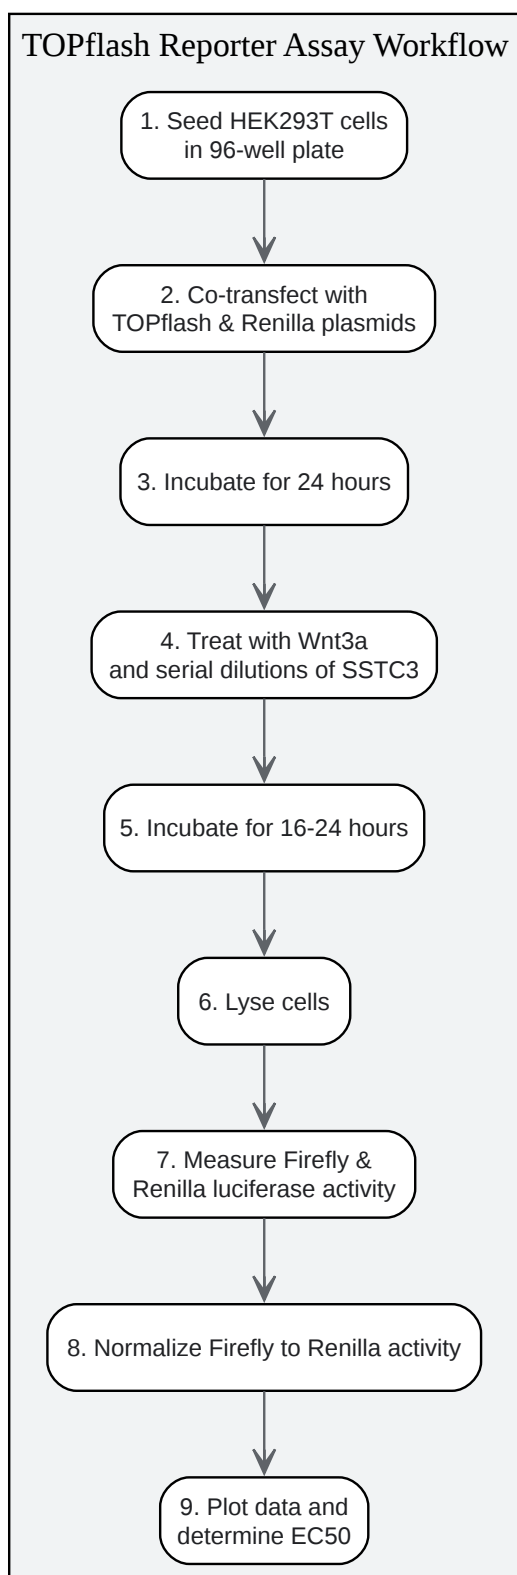 TOPflash Reporter Assay Workflow
1. Seed HEK293T cells
in 96-well plate
2. Co-transfect with
TOPflash & Renilla plasmids
3. Incubate for 24 hours
4. Treat with Wnt3a
and serial dilutions of SSTC3
5. Incubate for 16-24 hours
6. Lyse cells
7. Measure Firefly &
Renilla luciferase activity
8. Normalize Firefly to Renilla activity
9. Plot data and
determine EC50